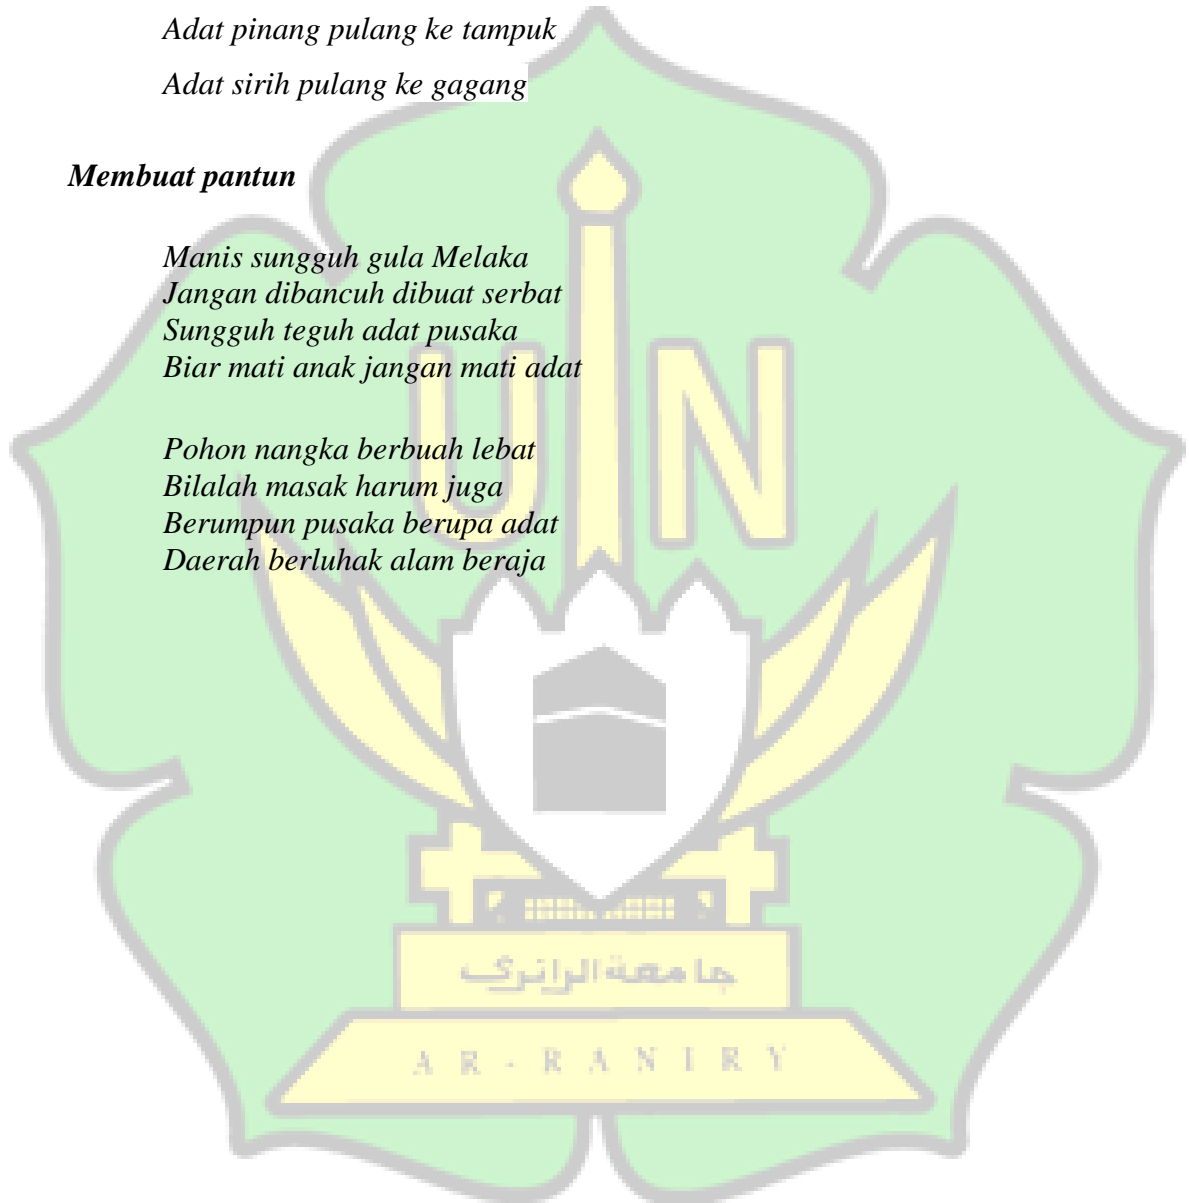 Adat pinang pulang ke tampuk
Adat sirih pulang ke gagang
Membuat pantun
Manis sungguh gula Melaka
Jangan dibancuh dibuat serbat
Sungguh teguh adat pusaka
Biar mati anak jangan mati adat
Pohon nangka berbuah lebat
Bilalah masak harum juga
Berumpun pusaka berupa adat
Daerah berluhak alam beraja
U N
جامعة الرانري
AR-RANIRY